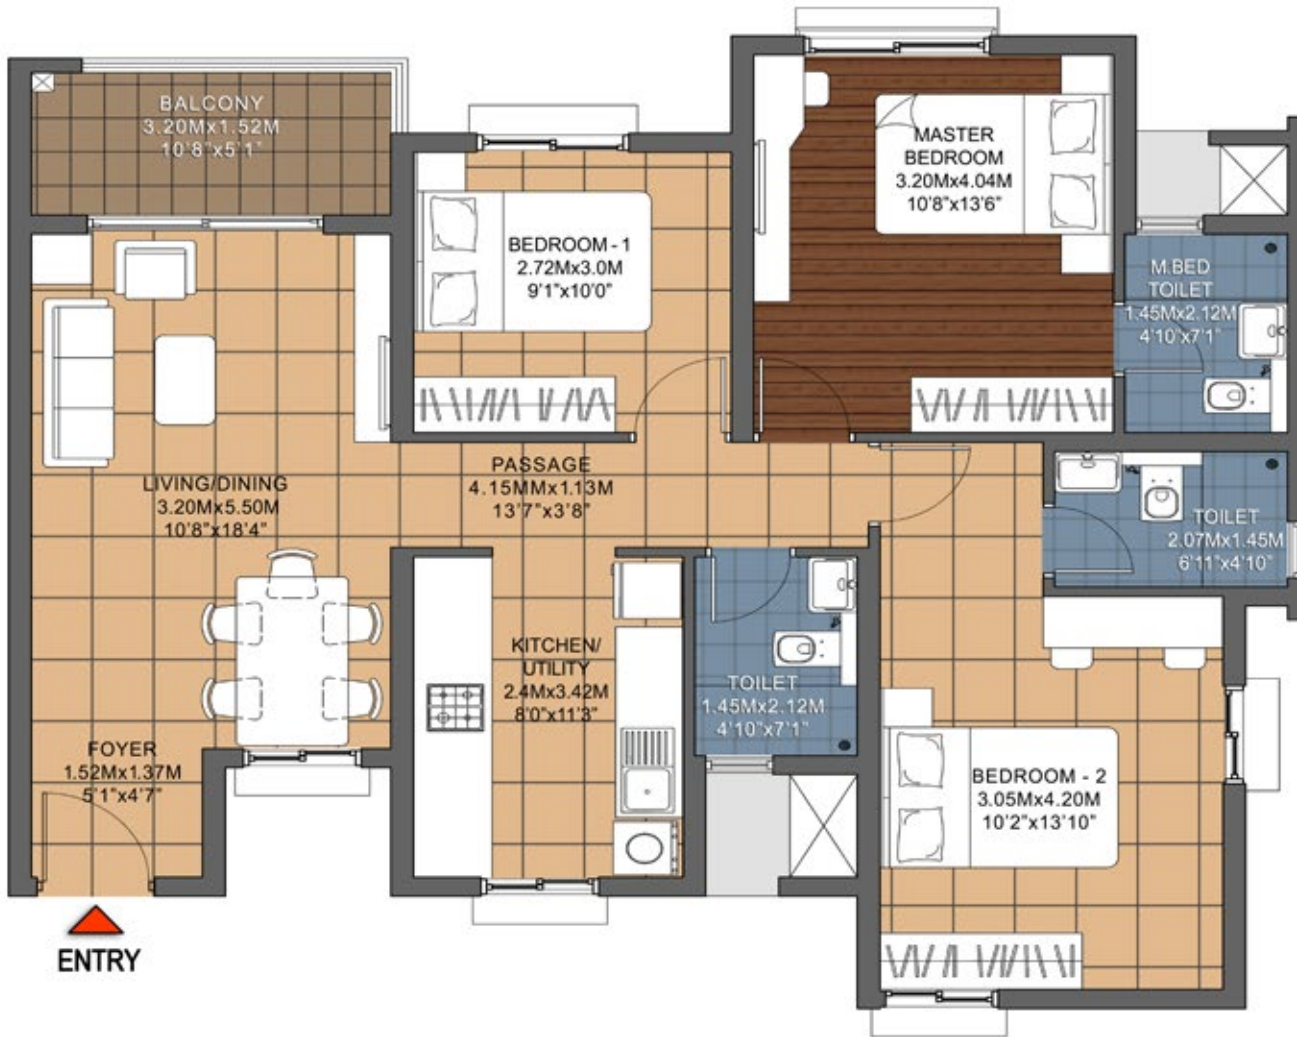 BALCONY
3.20Mx1.52M
10'8"x5'1"
MASTER
BEDROOM
3.20Mx4.04M
10'8"x13'6"
BEDROOM - 1
2.72Mx3.0M
9'1"x10'0"
M.BED
TOILET
1.45Mx2.12M
4'10"x7'1"
LIVING/DINING
3.20Mx5.50M
10'8"x18'4"
PASSAGE
4.15MMx1.13M
13'7"x3'8"
TOILET
2.07Mx1.45M
6'11"x4'10"
KITCHEN/
UTILITY
2.4Mx3.42M
8'0"x11'3"
TOILET
1.45Mx2.12M
4'10"x7'1"
FOYER
1.52Mx1.37M
5'1"x4'7"
BEDROOM - 2
3.05Mx4.20M
10'2"x13'10"
ENTRY